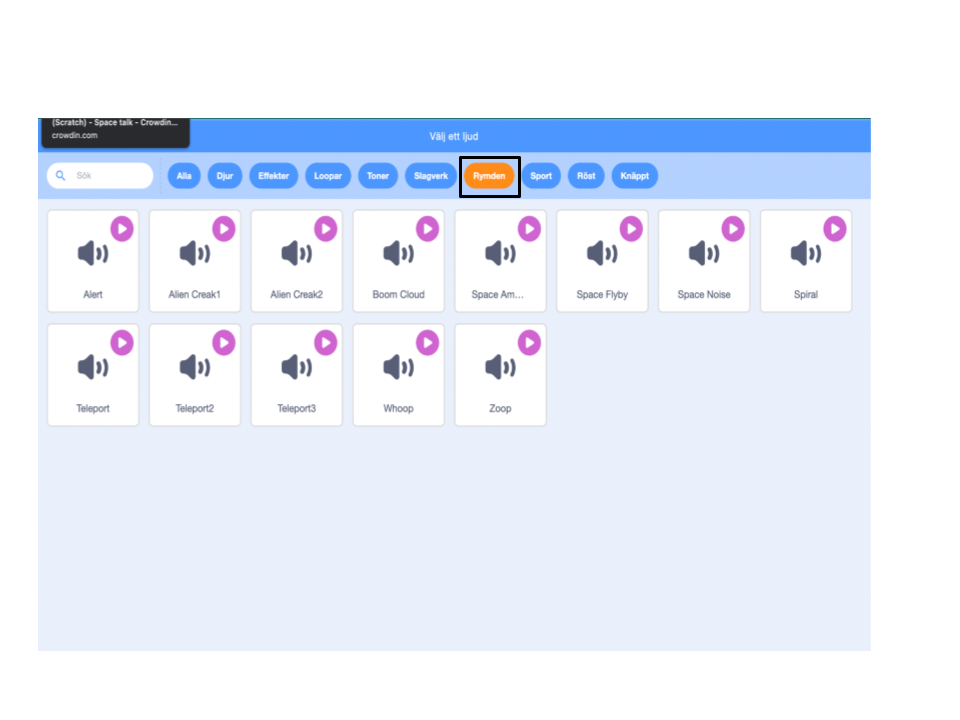 (Scratch) - Space talk - Crowdin...
crowdin.com
Välj ett ljud
Sök
Alla Djur Effekter Loopar Toner Slagverk Rymden Sport Röst Knäppt
Alert Alien Creak1 Alien Creak2 Boom Cloud Space Am... Space Flyby Space Noise Spiral
Teleport Teleport2 Teleport3 Whoop Zoop